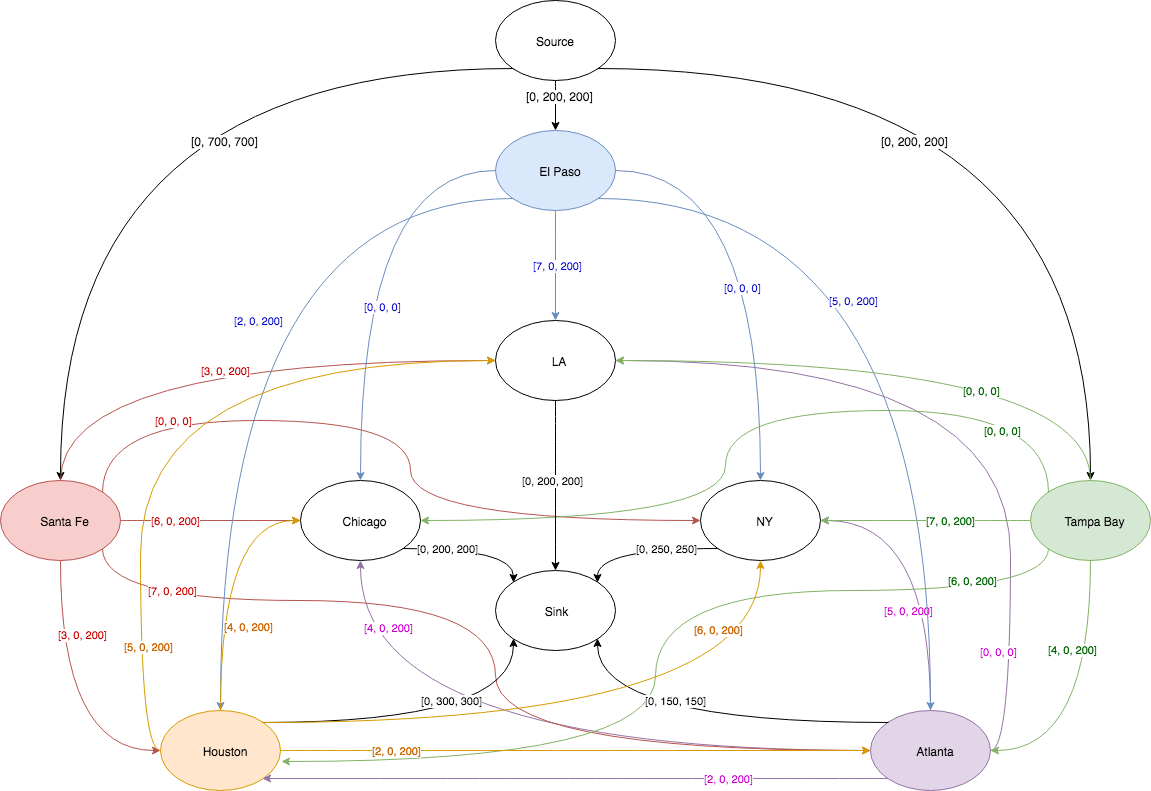 Source
[0, 200, 200]
[0, 700, 700]
[0, 200, 200]
El Paso
[7, 0, 200]
[0, 0, 0]
[0, 0, 0]
[5, 0, 200]
[2, 0, 200]
LA
[3, 0, 200]
[0, 0, 0]
[0, 0, 0]
[0, 0, 0]
[0, 200, 200]
Santa Fe
[6, 0, 200]
Chicago
NY
[7, 0, 200]
Tampa Bay
[0, 200, 200]
[0, 250, 250]
[7, 0, 200]
[6, 0, 200]
Sink
[3, 0, 200]
[5, 0, 200]
[4, 0, 200]
[4, 0, 200]
[6, 0, 200]
[5, 0, 200]
[0, 0, 0]
[4, 0, 200]
[0, 300, 300]
[0, 150, 150]
Houston
[2, 0, 200]
Atlanta
[2, 0, 200]